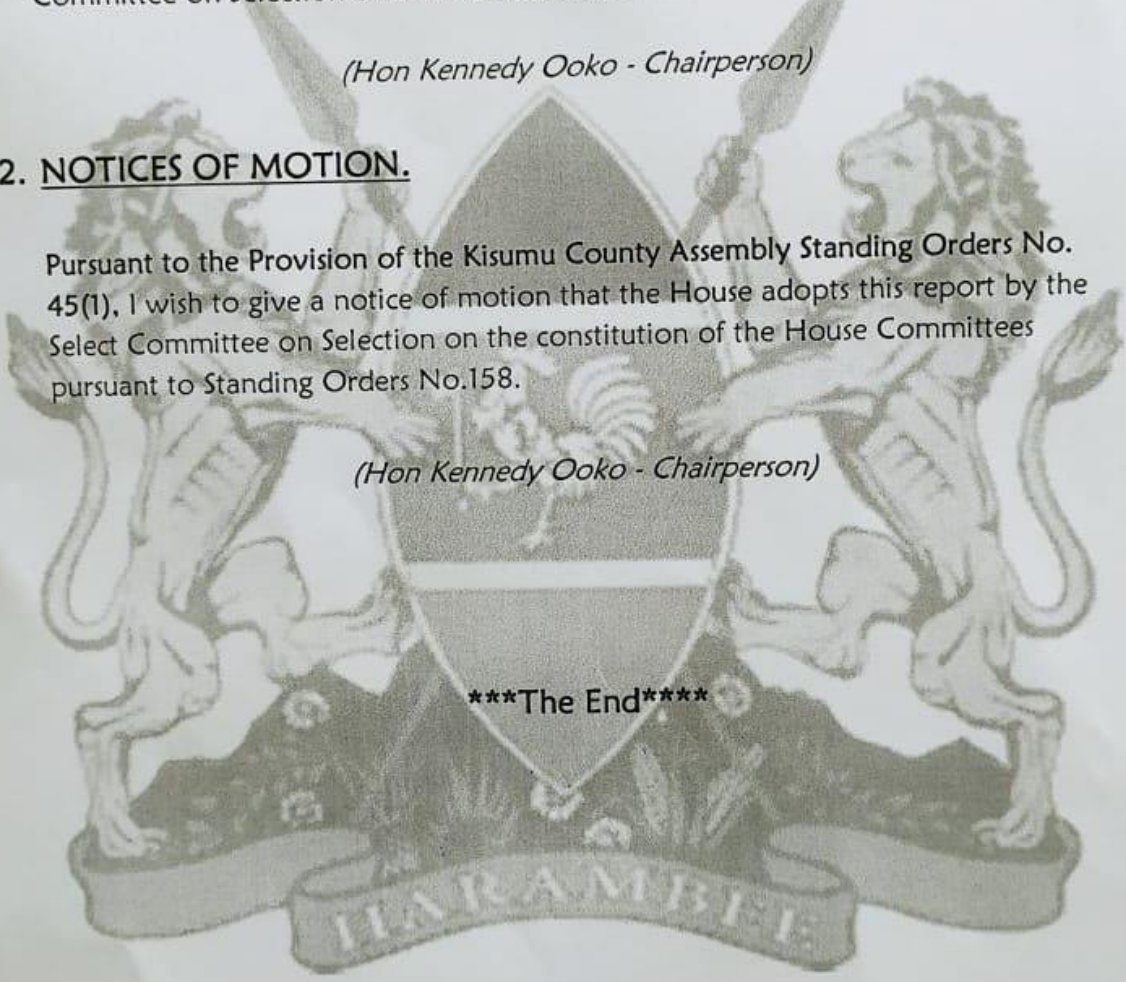 (Hon Kennedy Ooko - Chairperson)
2. NOTICES OF MOTION.
Pursuant to the Provision of the Kisumu County Assembly Standing Orders No.
45(1), I wish to give a notice of motion that the House adopts this report by the
Select Committee on Selection on the constitution of the House Committees
pursuant to Standing Orders No.158.
(Hon Kennedy Ooko - Chairperson)
***The End****
HARAMBEE